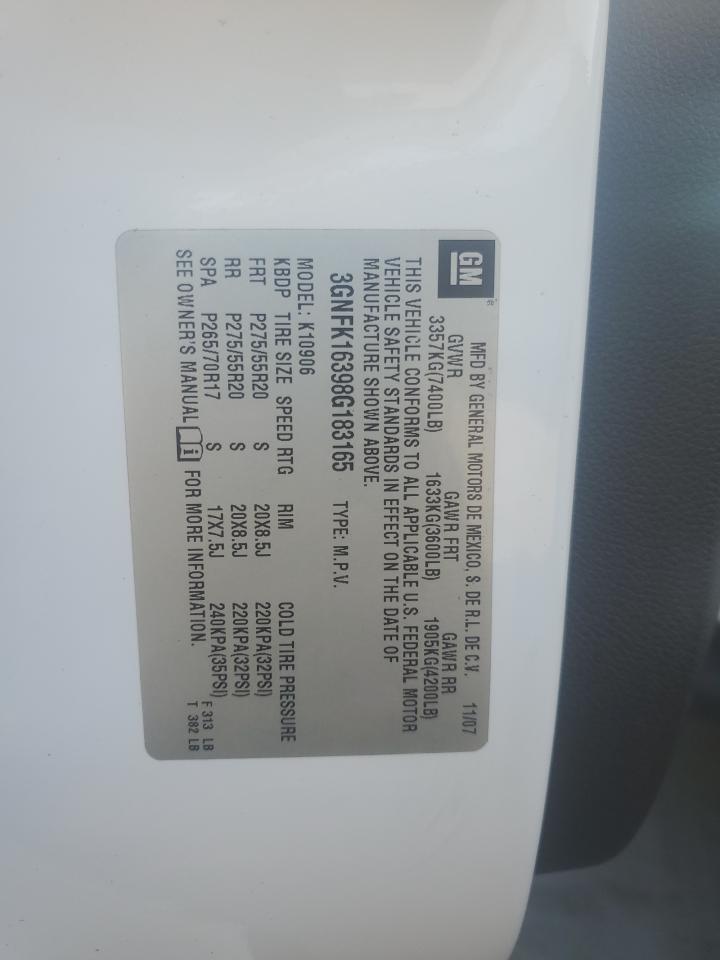 GM
®
MFD BY GENERAL MOTORS DE MEXICO, S. DE R.L. DE C.V. 11/07
GVWR GAWR FRT GAWR RR
3357KG(7400LB) 1633KG(3600LB) 1905KG(4200LB)
THIS VEHICLE CONFORMS TO ALL APPLICABLE U.S. FEDERAL MOTOR
VEHICLE SAFETY STANDARDS IN EFFECT ON THE DATE OF
MANUFACTURE SHOWN ABOVE.
3GNFK16398G183165 TYPE: M.P.V.
MODEL: K10906
KBDP TIRE SIZE SPEED RTG RIM COLD TIRE PRESSURE
FRT P275/55R20 S 20X8.5J 220KPA(32PSI)
RR P275/55R20 S 20X8.5J 220KPA(32PSI)
SPA P265/70R17 S 17X7.5J 240KPA(35PSI)
SEE OWNER'S MANUAL i FOR MORE INFORMATION.
F 313 LB
T 382 LB